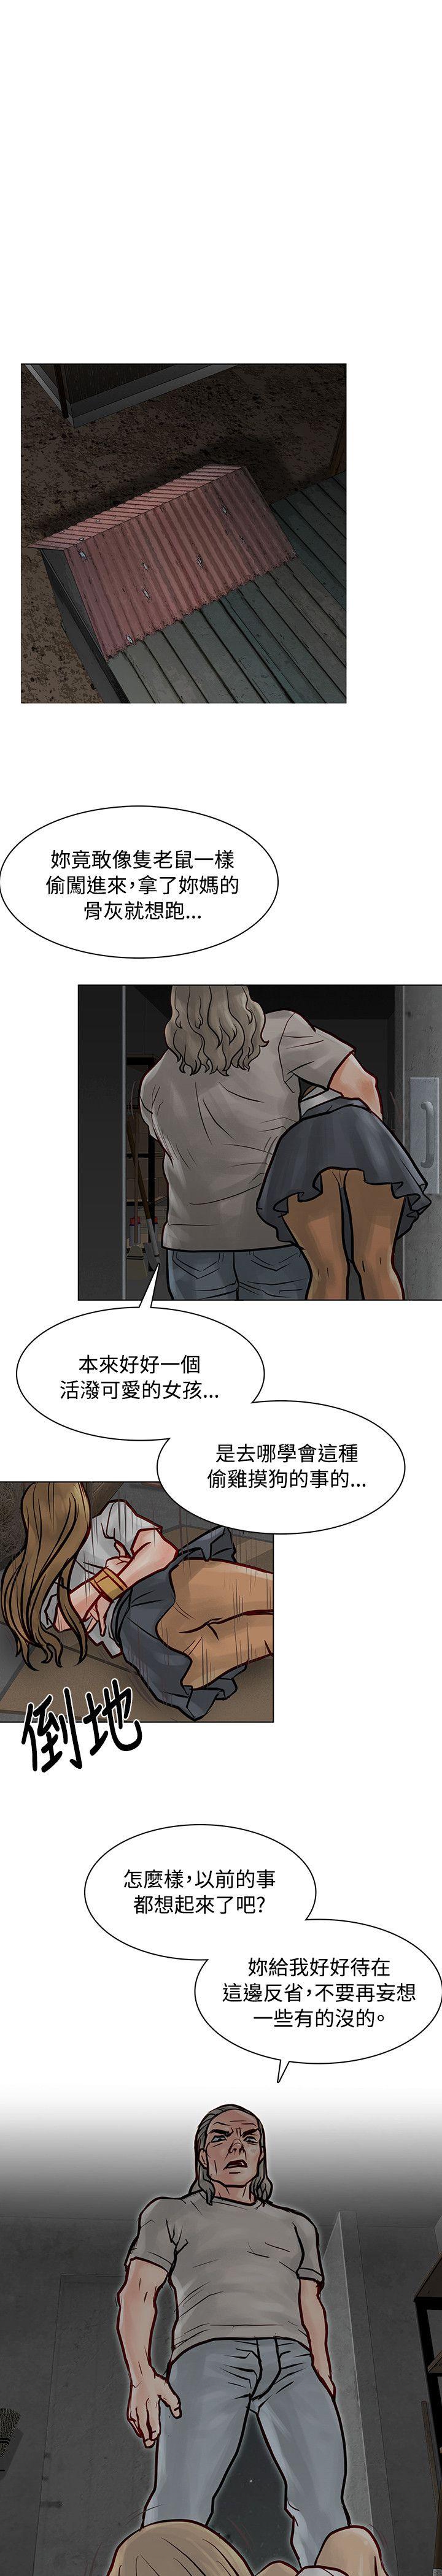 妳竟敢像隻老鼠一樣
偷闖進來，拿了妳媽的
骨灰就想跑…
本來好好一個
活潑可愛的女孩…
是去哪學會這種
偷雞摸狗的事的…
倒地
怎麼樣，以前的事
都想起來了吧?
妳給我好好待在
這邊反省，不要再妄想
一些有的沒的。